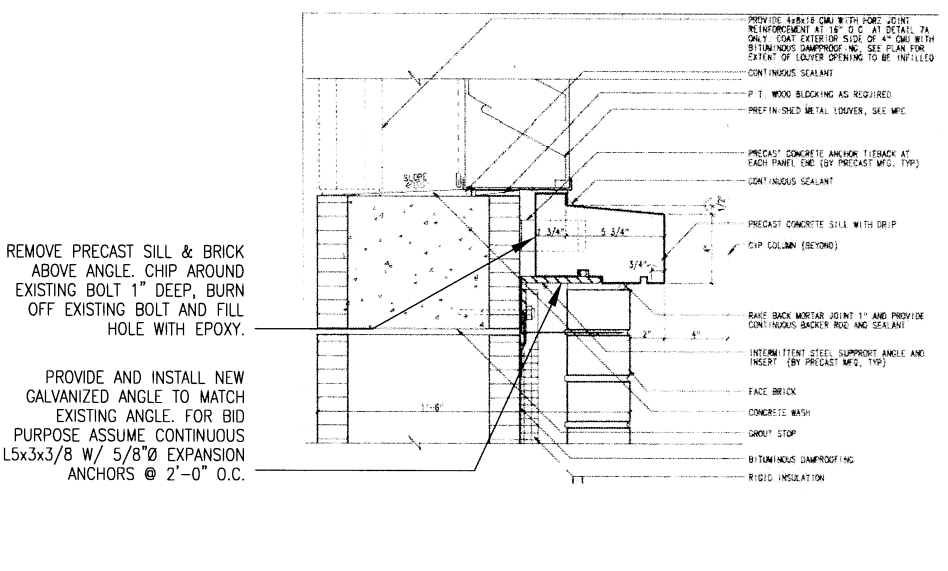 PROVIDE 4x8x16 CMU WITH HORZ JOINT
REINFORCEMENT AT 16" O.C. AT DETAIL 7A
ONLY. COAT EXTERIOR SIDE OF 4" CMU WITH
BITUMINOUS DAMPPROOFING, SEE PLAN FOR
EXTENT OF LOUVER OPENING TO BE INFILLED
CONTINUOUS SEALANT
P.T. WOOD BLOCKING AS REQUIRED
PREFINISHED METAL LOUVER, SEE MPE
PRECAST CONCRETE ANCHOR TIEBACK AT
EACH PANEL END (BY PRECAST MFG, TYP)
CONTINUOUS SEALANT
SLOPE
1/2"
3/4"
5 3/4"
PRECAST CONCRETE SILL WITH DRIP
CIP COLUMN (BEYOND)
3/4"
REMOVE PRECAST SILL & BRICK
ABOVE ANGLE. CHIP AROUND
EXISTING BOLT 1" DEEP, BURN
OFF EXISTING BOLT AND FILL
HOLE WITH EPOXY.
RAKE BACK MORTAR JOINT 1" AND PROVIDE
CONTINUOUS BACKER ROD AND SEALANT
2"
4"
INTERMITTENT STEEL SUPPPORT ANGLE AND
INSERT (BY PRECAST MFG, TYP)
PROVIDE AND INSTALL NEW
GALVANIZED ANGLE TO MATCH
EXISTING ANGLE. FOR BID
PURPOSE ASSUME CONTINUOUS
L5x3x3/8 W/ 5/8"Ø EXPANSION
ANCHORS @ 2'-0" O.C.
FACE BRICK
1'-6"
CONCRETE WASH
GROUT STOP
BITUMINOUS DAMPROOFING
RIGID INSULATION